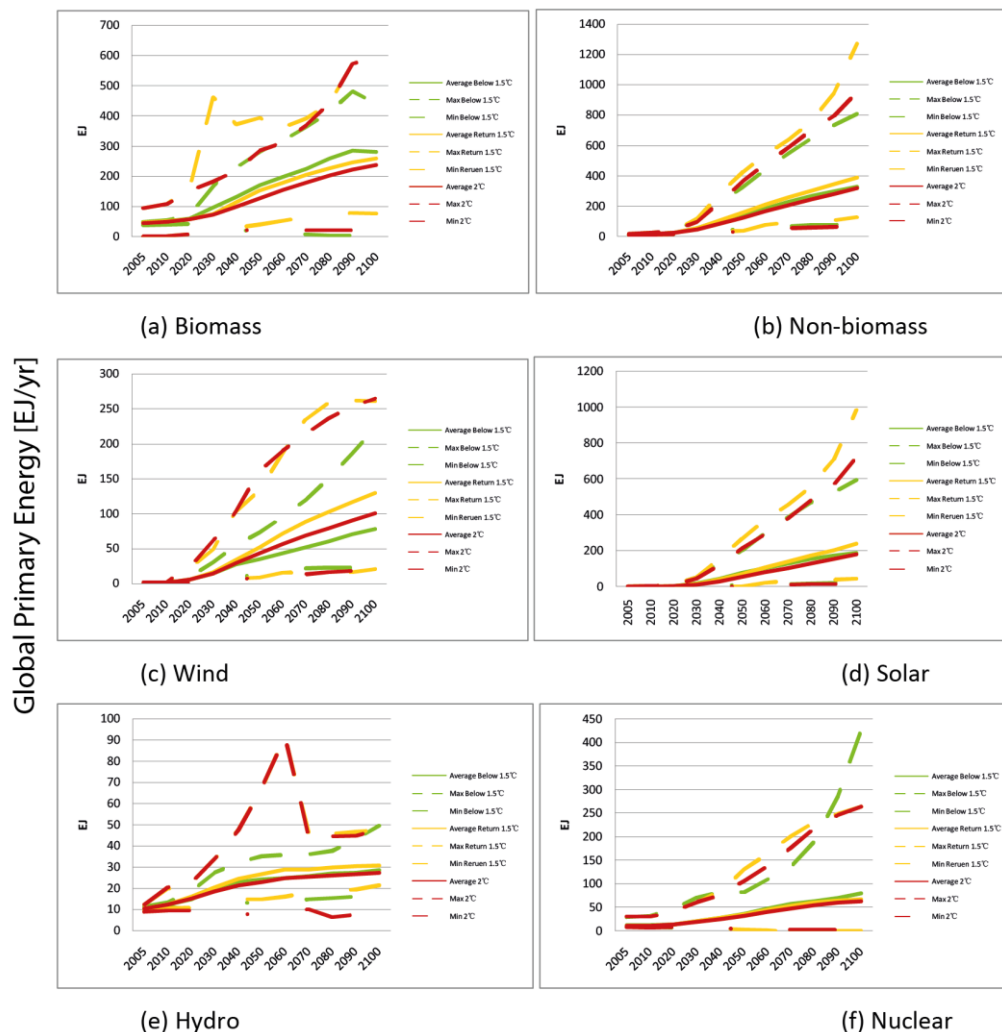 Global Primary Energy [EJ/yr]
700
600
500
400
300
200
100
0
EJ
2005
2010
2020
2030
2040
2050
2060
2070
2080
2090
2100
Average Below 1.5℃
Max Below 1.5℃
Min Below 1.5℃
Average Return 1.5℃
Max Return 1.5℃
Min Reruen 1.5℃
Average 2℃
Max 2℃
Min 2℃
(a) Biomass
1400
1200
1000
800
600
400
200
0
EJ
2005
2010
2020
2030
2040
2050
2060
2070
2080
2090
2100
Average Below 1.5℃
Max Below 1.5℃
Min Below 1.5℃
Average Return 1.5℃
Max Return 1.5℃
Min Reruen 1.5℃
Average 2℃
Max 2℃
Min 2℃
(b) Non-biomass
300
250
200
150
100
50
0
EJ
2005
2010
2020
2030
2040
2050
2060
2070
2080
2090
2100
Average Below 1.5℃
Max Below 1.5℃
Min Below 1.5℃
Average Return 1.5℃
Max Return 1.5℃
Min Reruen 1.5℃
Average 2℃
Max 2℃
Min 2℃
(c) Wind
1200
1000
800
600
400
200
0
EJ
2005
2010
2020
2030
2040
2050
2060
2070
2080
2090
2100
Average Below 1.5℃
Max Below 1.5℃
Min Below 1.5℃
Average Return 1.5℃
Max Return 1.5℃
Min Reruen 1.5℃
Average 2℃
Max 2℃
Min 2℃
(d) Solar
100
90
80
70
60
50
40
30
20
10
0
EJ
2005
2010
2020
2030
2040
2050
2060
2070
2080
2090
2100
Average Below 1.5℃
Max Below 1.5℃
Min Below 1.5℃
Average Return 1.5℃
Max Return 1.5℃
Min Reruen 1.5℃
Average 2℃
Max 2℃
Min 2℃
(e) Hydro
450
400
350
300
250
200
150
100
50
0
EJ
2005
2010
2020
2030
2040
2050
2060
2070
2080
2090
2100
Average Below 1.5℃
Max Below 1.5℃
Min Below 1.5℃
Average Return 1.5℃
Max Return 1.5℃
Min Reruen 1.5℃
Average 2℃
Max 2℃
Min 2℃
(f) Nuclear